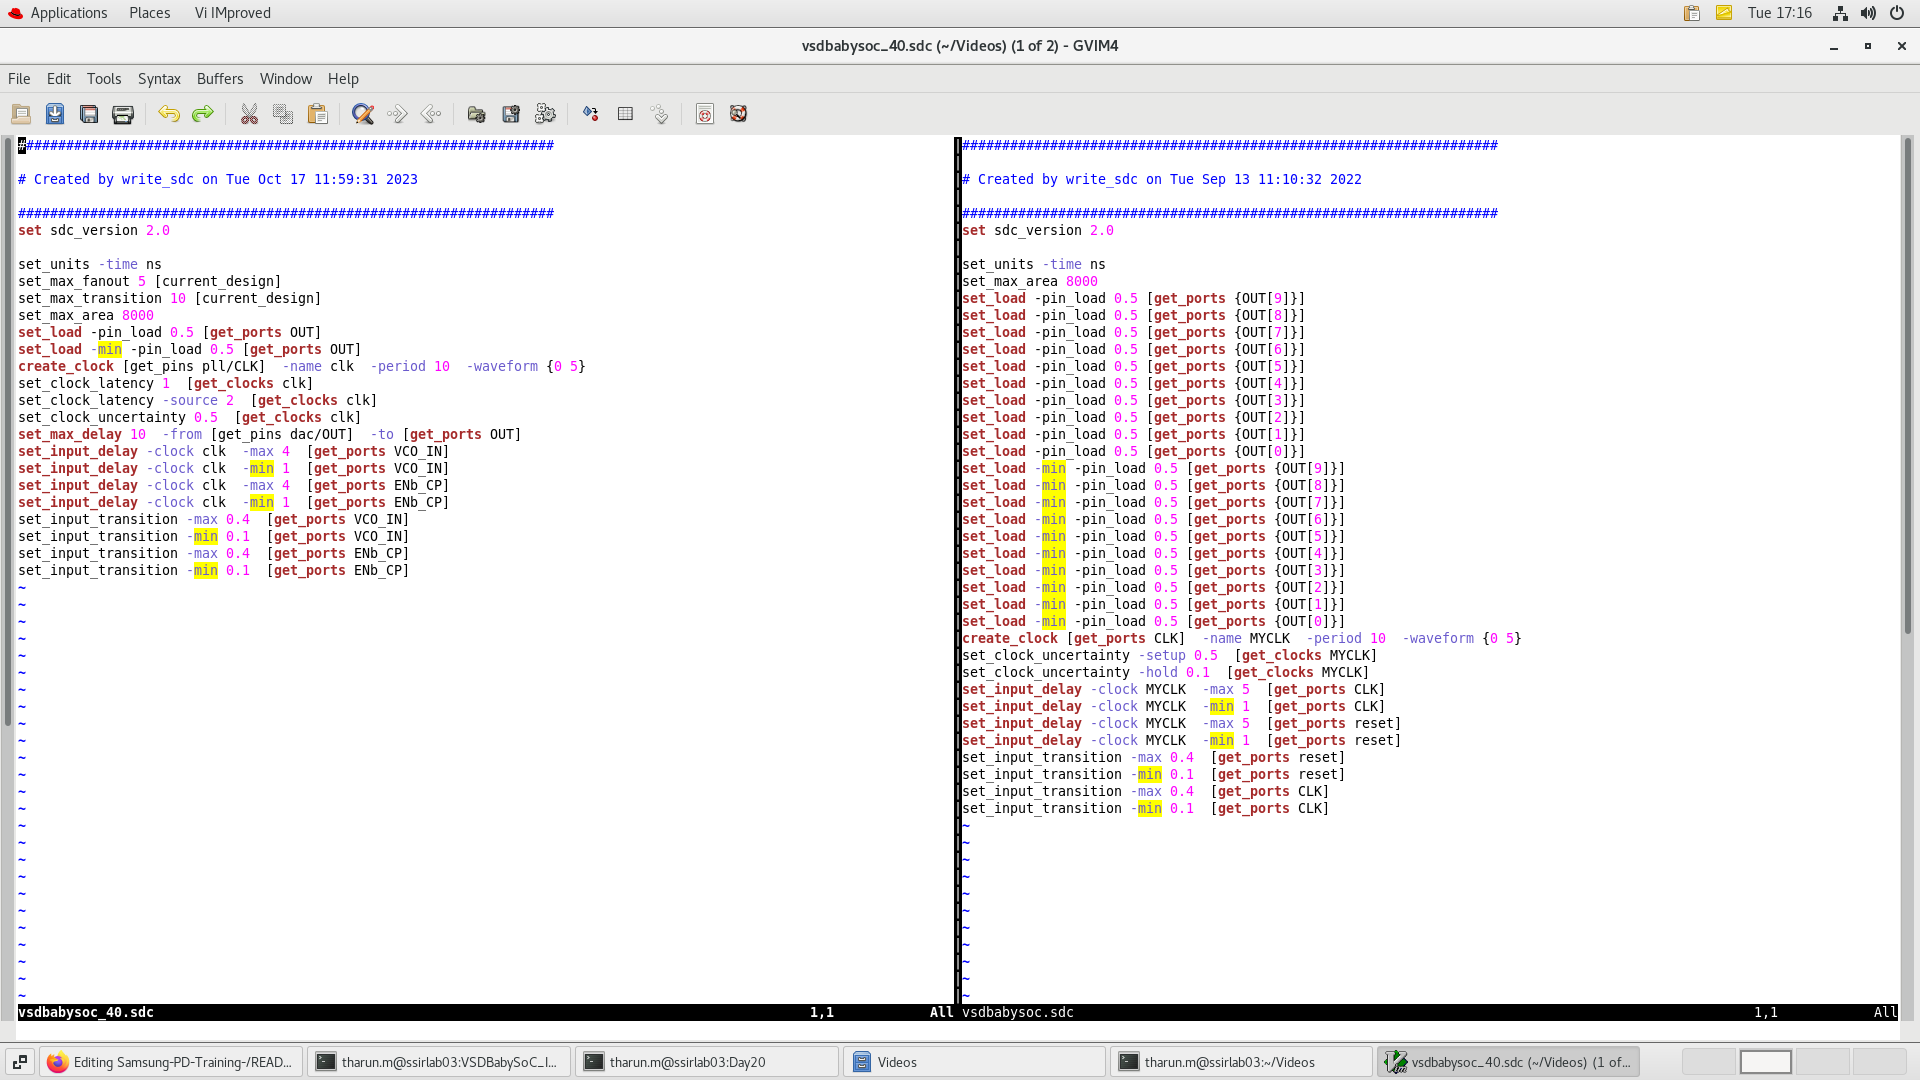 Applications Places Vi IMproved Tue 17:16
vsdbabysoc_40.sdc (~/Videos) (1 of 2) - GVIM4
File Edit Tools Syntax Buffers Window Help
###################################################################
# Created by write_sdc on Tue Oct 17 11:59:31 2023
###################################################################
set sdc_version 2.0
set_units -time ns
set_max_fanout 5 [current_design]
set_max_transition 10 [current_design]
set_max_area 8000
set_load -pin_load 0.5 [get_ports OUT]
set_load -min -pin_load 0.5 [get_ports OUT]
create_clock [get_pins pll/CLK]  -name clk  -period 10  -waveform {0 5}
set_clock_latency 1  [get_clocks clk]
set_clock_latency -source 2  [get_clocks clk]
set_clock_uncertainty 0.5  [get_clocks clk]
set_max_delay 10  -from [get_pins dac/OUT]  -to [get_ports OUT]
set_input_delay -clock clk  -max 4  [get_ports VCO_IN]
set_input_delay -clock clk  -min 1  [get_ports VCO_IN]
set_input_delay -clock clk  -max 4  [get_ports ENb_CP]
set_input_delay -clock clk  -min 1  [get_ports ENb_CP]
set_input_transition -max 0.4  [get_ports VCO_IN]
set_input_transition -min 0.1  [get_ports VCO_IN]
set_input_transition -max 0.4  [get_ports ENb_CP]
set_input_transition -min 0.1  [get_ports ENb_CP]
vsdbabysoc_40.sdc 1,1 All
###################################################################
# Created by write_sdc on Tue Sep 13 11:10:32 2022
###################################################################
set sdc_version 2.0
set_units -time ns
set_max_area 8000
set_load -pin_load 0.5 [get_ports {OUT[9]}]
set_load -pin_load 0.5 [get_ports {OUT[8]}]
set_load -pin_load 0.5 [get_ports {OUT[7]}]
set_load -pin_load 0.5 [get_ports {OUT[6]}]
set_load -pin_load 0.5 [get_ports {OUT[5]}]
set_load -pin_load 0.5 [get_ports {OUT[4]}]
set_load -pin_load 0.5 [get_ports {OUT[3]}]
set_load -pin_load 0.5 [get_ports {OUT[2]}]
set_load -pin_load 0.5 [get_ports {OUT[1]}]
set_load -pin_load 0.5 [get_ports {OUT[0]}]
set_load -min -pin_load 0.5 [get_ports {OUT[9]}]
set_load -min -pin_load 0.5 [get_ports {OUT[8]}]
set_load -min -pin_load 0.5 [get_ports {OUT[7]}]
set_load -min -pin_load 0.5 [get_ports {OUT[6]}]
set_load -min -pin_load 0.5 [get_ports {OUT[5]}]
set_load -min -pin_load 0.5 [get_ports {OUT[4]}]
set_load -min -pin_load 0.5 [get_ports {OUT[3]}]
set_load -min -pin_load 0.5 [get_ports {OUT[2]}]
set_load -min -pin_load 0.5 [get_ports {OUT[1]}]
set_load -min -pin_load 0.5 [get_ports {OUT[0]}]
create_clock [get_ports CLK]  -name MYCLK  -period 10  -waveform {0 5}
set_clock_uncertainty -setup 0.5  [get_clocks MYCLK]
set_clock_uncertainty -hold 0.1  [get_clocks MYCLK]
set_input_delay -clock MYCLK  -max 5  [get_ports CLK]
set_input_delay -clock MYCLK  -min 1  [get_ports CLK]
set_input_delay -clock MYCLK  -max 5  [get_ports reset]
set_input_delay -clock MYCLK  -min 1  [get_ports reset]
set_input_transition -max 0.4  [get_ports reset]
set_input_transition -min 0.1  [get_ports reset]
set_input_transition -max 0.4  [get_ports CLK]
set_input_transition -min 0.1  [get_ports CLK]
vsdbabysoc.sdc 1,1 All
Editing Samsung-PD-Training-/READ... tharun.m@ssirlab03:VSDBabySoC_I... tharun.m@ssirlab03:Day20 Videos tharun.m@ssirlab03:~/Videos vsdbabysoc_40.sdc (~/Videos) (1 of...